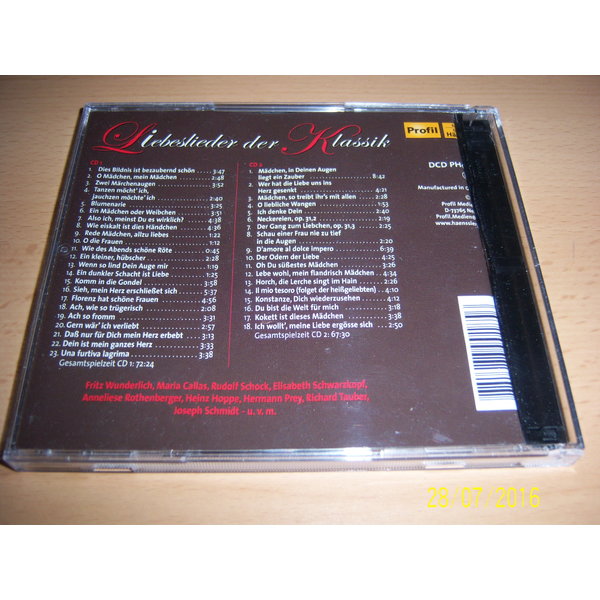 Liebeslieder der Klassik
Profil
CD 1
1. Dies Bildnis ist bezaubernd schön 3:47
2. O Mädchen, mein Mädchen 2:48
3. Zwei Märchenaugen 3:52
4. Tanzen möcht' ich,
jauchzen möchte ich 2:40
5. Blumenarie 3:25
6. Ein Mädchen oder Weibchen 3:51
7. Also ich, meinst Du es wirklich? 4:38
8. Wie eiskalt ist dies Händchen 4:36
9. Rede Mädchen, allzu liebes 1:22
10. O die Frauen 1:12
11. Wie des Abends schöne Röte 0:45
12. Ein kleiner, hübscher 2:28
13. Wenn so lind Dein Auge mir 1:19
14. Ein dunkler Schacht ist Liebe 1:21
15. Komm in die Gondel 3:58
16. Sieh, mein Herz erschließet sich 5:37
17. Florenz hat schöne Frauen 4:56
18. Ach, wie so trügerisch 2:08
19. Ach so fromm 3:31
20. Gern wär' ich verliebt 2:57
21. Daß nur für Dich mein Herz erbebt 3:13
22. Dein ist mein ganzes Herz 3:33
23. Una furtiva lagrima 3:38
Gesamtspielzeit CD 1: 72:24
CD 2
1. Mädchen, in Deinen Augen
liegt ein Zauber 8:42
2. Wer hat die Liebe uns ins
Herz gesenkt 4:21
3. Mädchen, so treibt ihr's mit allen 2:28
4. O liebliche Wangen 1:53
5. Ich denke Dein 2:40
6. Neckereien, op. 31,2 2:19
7. Der Gang zum Liebchen, op. 31,3 2:25
8. Schau einer Frau nie zu tief
in die Augen 2:20
9. D'amore al dolce impero 3:39
10. Der Odem der Liebe
11. Oh Du süßestes Mädchen
12. Lebe wohl, mein flandrisch Mädchen 4:34
13. Horch, die Lerche singt im Hain 3:26
14. Il mio tesoro (folget der heißgeliebten) 4:10
15. Konstanze, Dich wiederzusehen 4:12
16. Du bist die Welt für mich 3:18
17. Kokett ist dieses Mädchen 3:38
18. Ich wollt', meine Liebe ergösse sich 2:50
Gesamtspielzeit CD 2: 67:30
Fritz Wunderlich, Maria Callas, Rudolf Schock, Elisabeth Schwarzkopf,
Anneliese Rothenberger, Heinz Hoppe, Hermann Prey, Richard Tauber,
Joseph Schmidt - u. v. m.
DCD PH
Manufactured in
Profil Med
D-73765 N
Profil.Medien
www.haenssle
28/07/2016